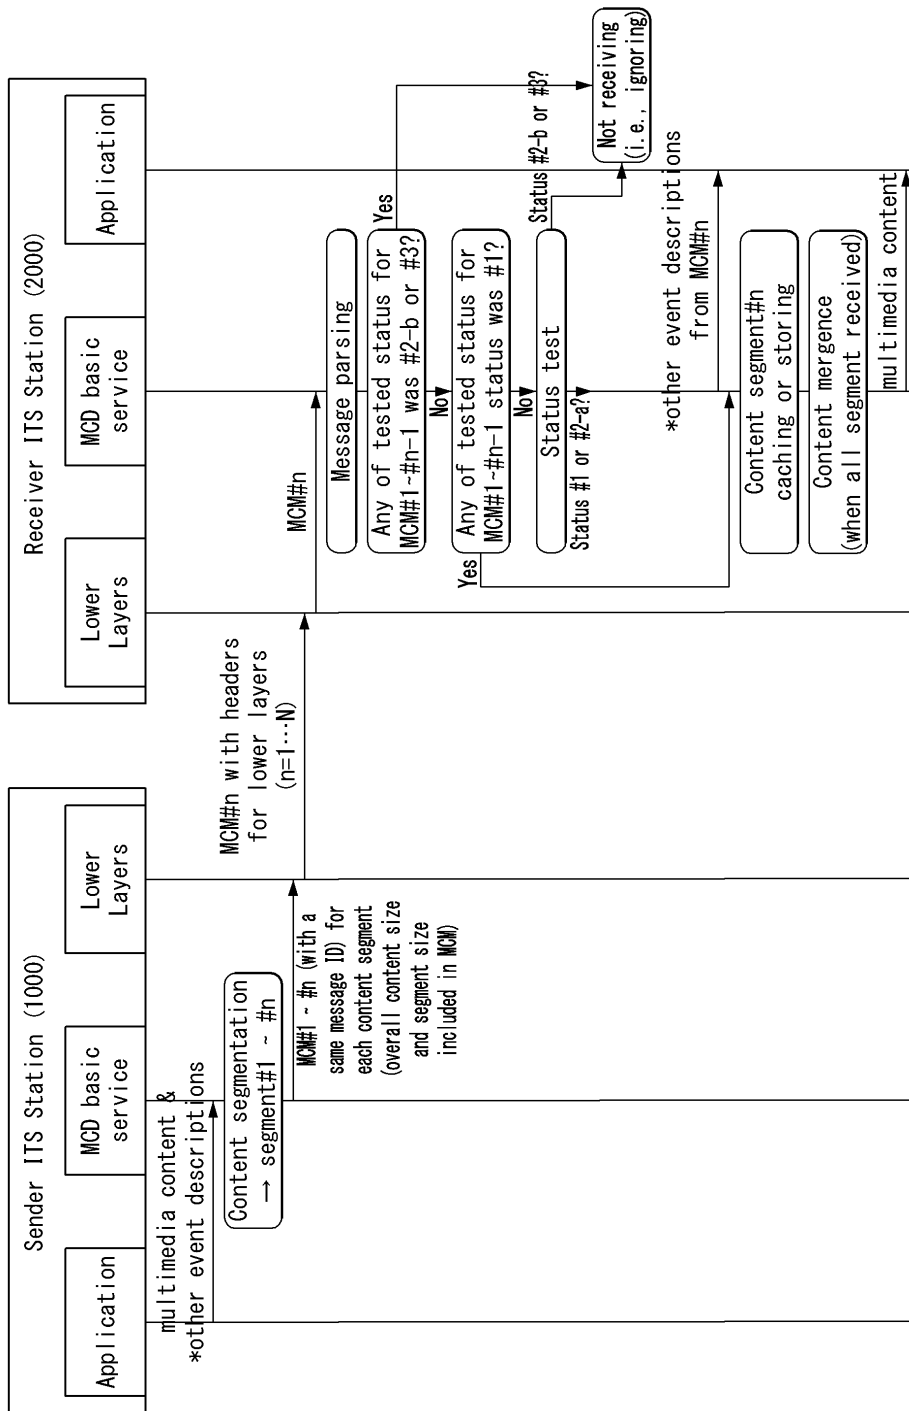 Sender ITS Station (1000)
Application
MCD basic
service
Lower
Layers
Receiver ITS Station (2000)
Lower
Layers
MCD basic
service
Application
multimedia content &
*other event descriptions
Content segmentation
→ segment#1 ~ #n
MCM#1 ~ #n (with a
same message ID) for
each content segment
(overall content size
and segment size
included in MCM)
MCM#n with headers
for lower layers
(n=1···N)
MCM#n
Message parsing
Any of tested status for
MCM#1~#n-1 was #2-b or #3?
Yes
No
Any of tested status for
MCM#1~#n-1 status was #1?
Yes
No
Status test
Status #1 or #2-a?
Status #2-b or #3?
Not receiving
(i.e., ignoring)
*other event descriptions
from MCM#n
Content segment#n
caching or storing
Content mergence
(when all segment received)
multimedia content